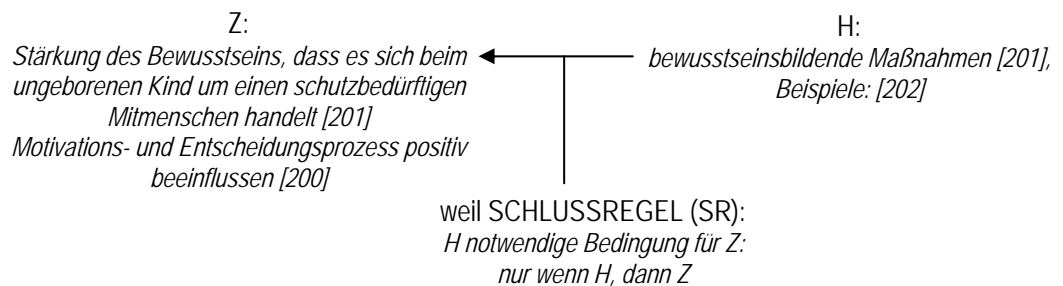 Z:
Stärkung des Bewusstseins, dass es sich beim
ungeborenen Kind um einen schutzbedürftigen
Mitmenschen handelt [201]
Motivations- und Entscheidungsprozess positiv
beeinflussen [200]
H:
bewusstseinsbildende Maßnahmen [201],
Beispiele: [202]
weil SCHLUSSREGEL (SR):
H notwendige Bedingung für Z:
nur wenn H, dann Z